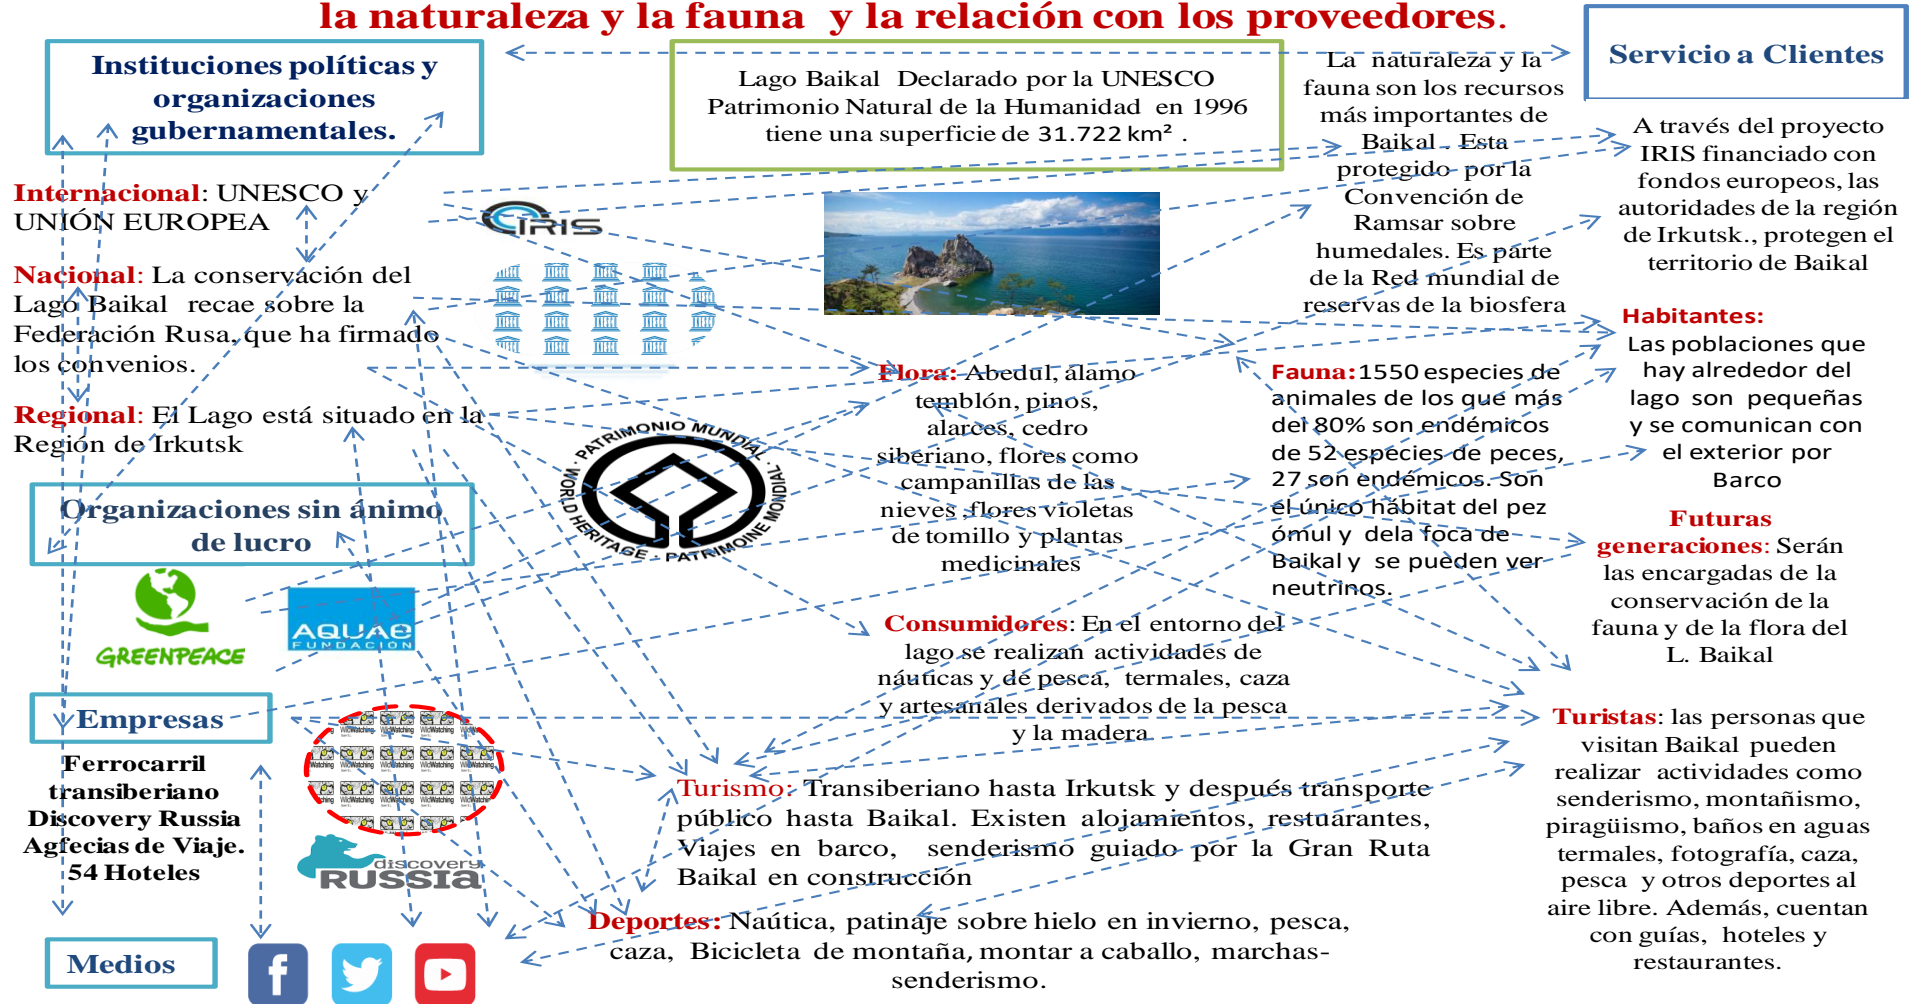 la naturaleza y la fauna y la relación con los proveedores.
Instituciones políticas y
organizaciones
gubernamentales.
Internacional: UNESCO y
UNIÓN EUROPEA
Nacional: La conservación del
Lago Baikal recae sobre la
Federación Rusa, que ha firmado
los convenios.
Regional: El Lago está situado en la
Región de Irkutsk
Organizaciones sin ánimo
de lucro
GREENPEACE
AQUAE
FUNDACIÓN
Empresas
Ferrocarril
transiberiano
Discovery Russia
Agfecias de Viaje.
54 Hoteles
Medios
IRIS
WORLD HERITAGE · PATRIMOINE MONDIAL · PATRIMONIO MUNDIAL
WildWatching
discovery
RUSSIA
Lago Baikal Declarado por la UNESCO
Patrimonio Natural de la Humanidad en 1996
tiene una superficie de 31.722 km² .
Flora: Abedul, álamo
temblón, pinos,
alarces, cedro
siberiano, flores como
campanillas de las
nieves ,flores violetas
de tomillo y plantas
medicinales
Consumidores: En el entorno del
lago se realizan actividades de
náuticas y de pesca, termales, caza
y artesanales derivados de la pesca
y la madera
Turismo: Transiberiano hasta Irkutsk y después transporte
público hasta Baikal. Existen alojamientos, restuarantes,
Viajes en barco, senderismo guiado por la Gran Ruta
Baikal en construcción
Deportes: Naútica, patinaje sobre hielo en invierno, pesca,
caza, Bicicleta de montaña, montar a caballo, marchas-
senderismo.
La naturaleza y la
fauna son los recursos
más importantes de
Baikal . Esta
protegido por la
Convención de
Ramsar sobre
humedales. Es parte
de la Red mundial de
reservas de la biosfera
Fauna: 1550 especies de
animales de los que más
del 80% son endémicos
de 52 especies de peces,
27 son endémicos. Son
el único hábitat del pez
ómul y dela foca de
Baikal y se pueden ver
neutrinos.
Servicio a Clientes
A través del proyecto
IRIS financiado con
fondos europeos, las
autoridades de la región
de Irkutsk., protegen el
territorio de Baikal
Habitantes:
Las poblaciones que
hay alrededor del
lago son pequeñas
y se comunican con
el exterior por
Barco
Futuras
generaciones: Serán
las encargadas de la
conservación de la
fauna y de la flora del
L. Baikal
Turistas: las personas que
visitan Baikal pueden
realizar actividades como
senderismo, montañismo,
piragüismo, baños en aguas
termales, fotografía, caza,
pesca y otros deportes al
aire libre. Además, cuentan
con guías, hoteles y
restaurantes.